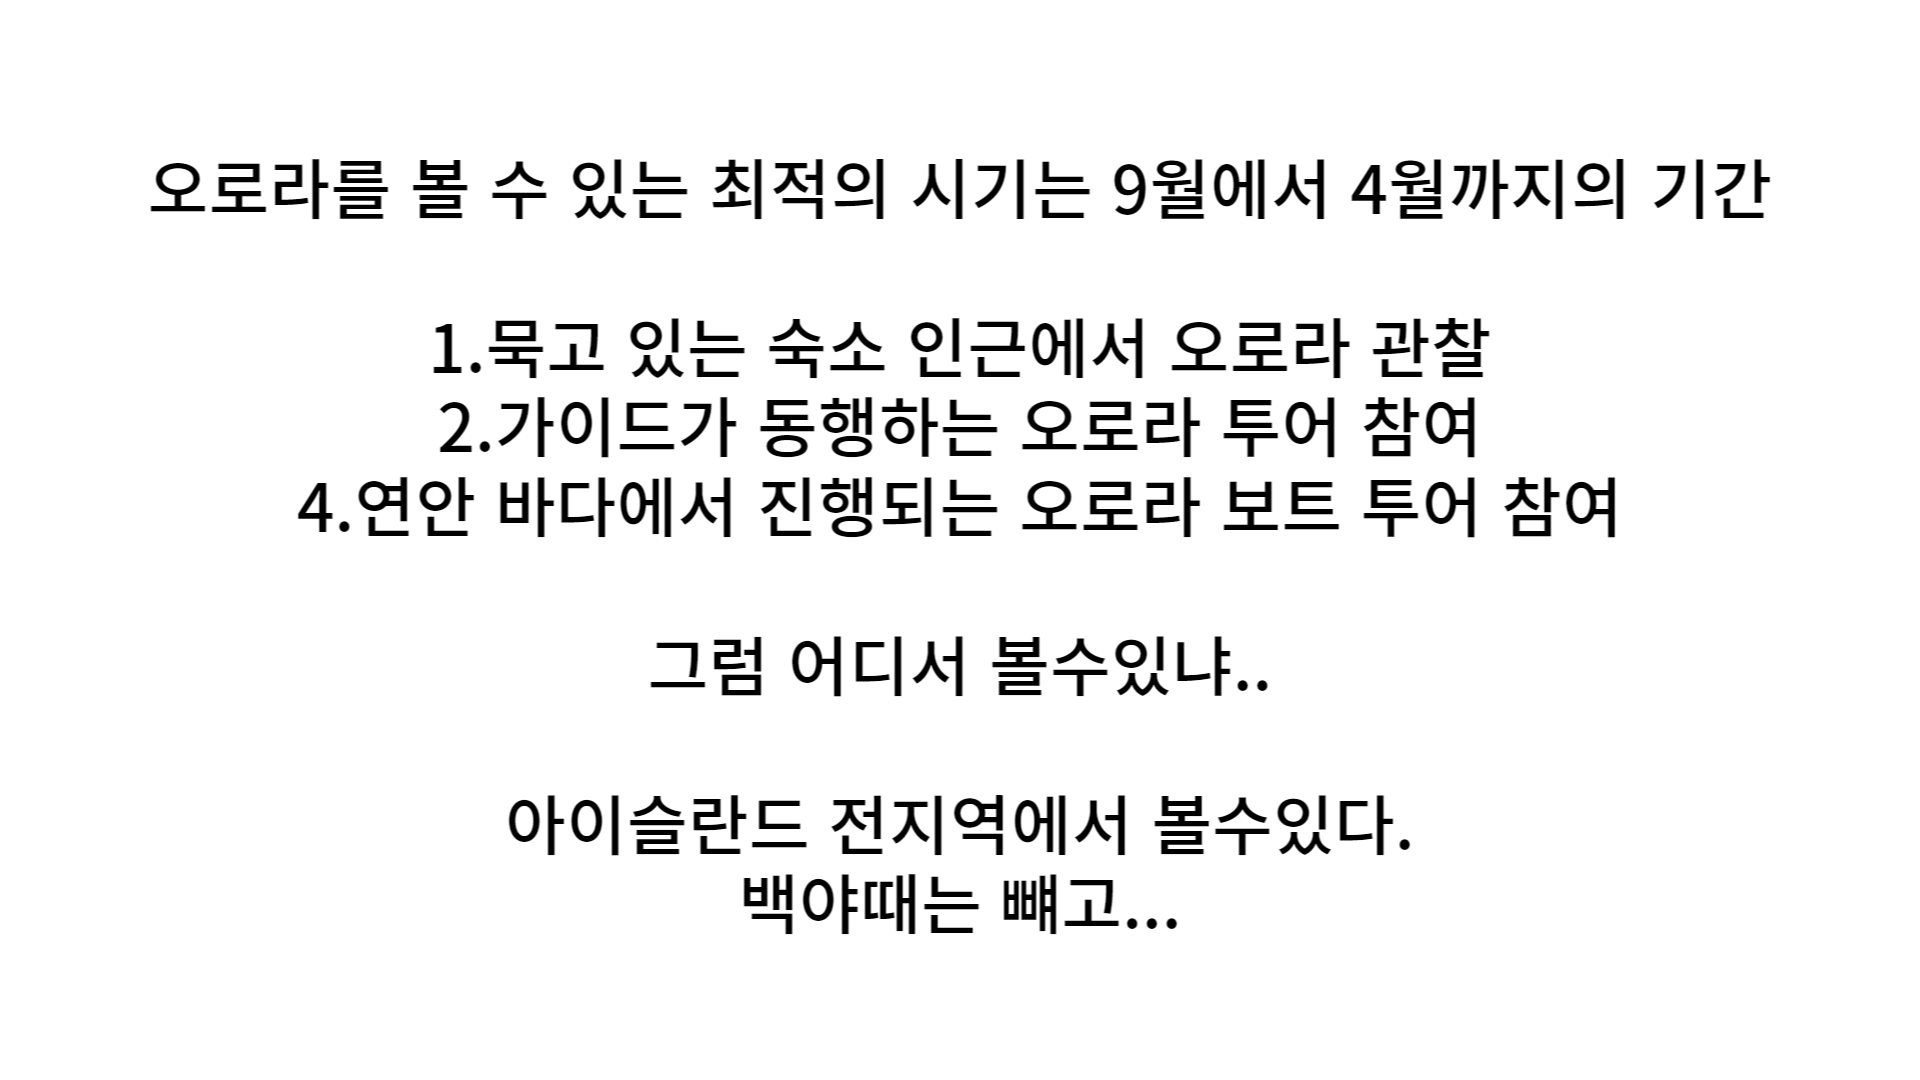 오로라를 볼 수 있는 최적의 시기는 9월에서 4월까지의 기간
1.묵고 있는 숙소 인근에서 오로라 관찰
2.가이드가 동행하는 오로라 투어 참여
4.연안 바다에서 진행되는 오로라 보트 투어 참여
그럼 어디서 볼수있냐..
아이슬란드 전지역에서 볼수있다.
백야때는 뺴고...